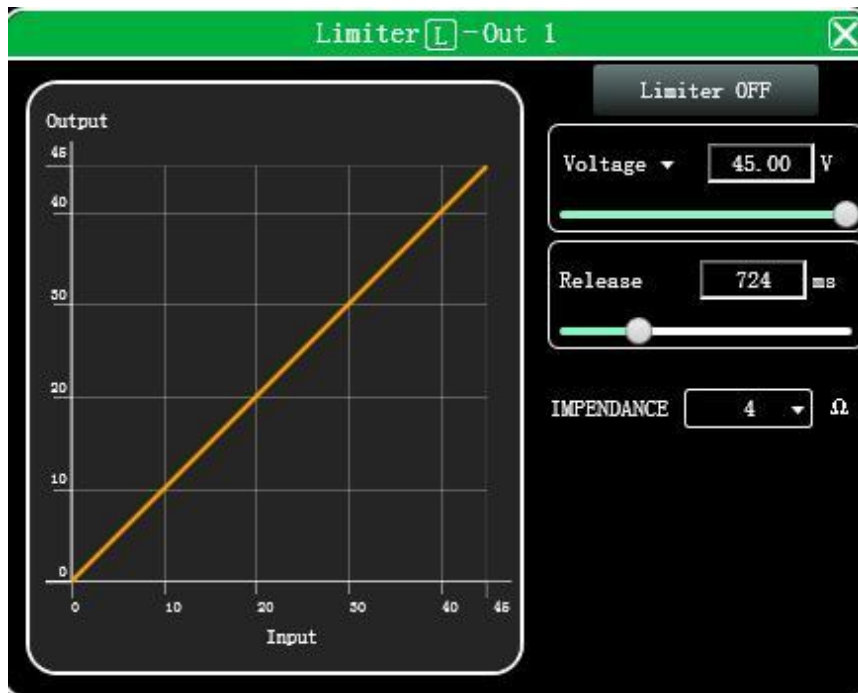 Limiter L -Out 1
Limiter OFF
Output
45
40
30
20
10
0
0 10 20 30 40 45
Input
Voltage 45.00 V
Release 724 ms
IMPENDANCE 4 Ω